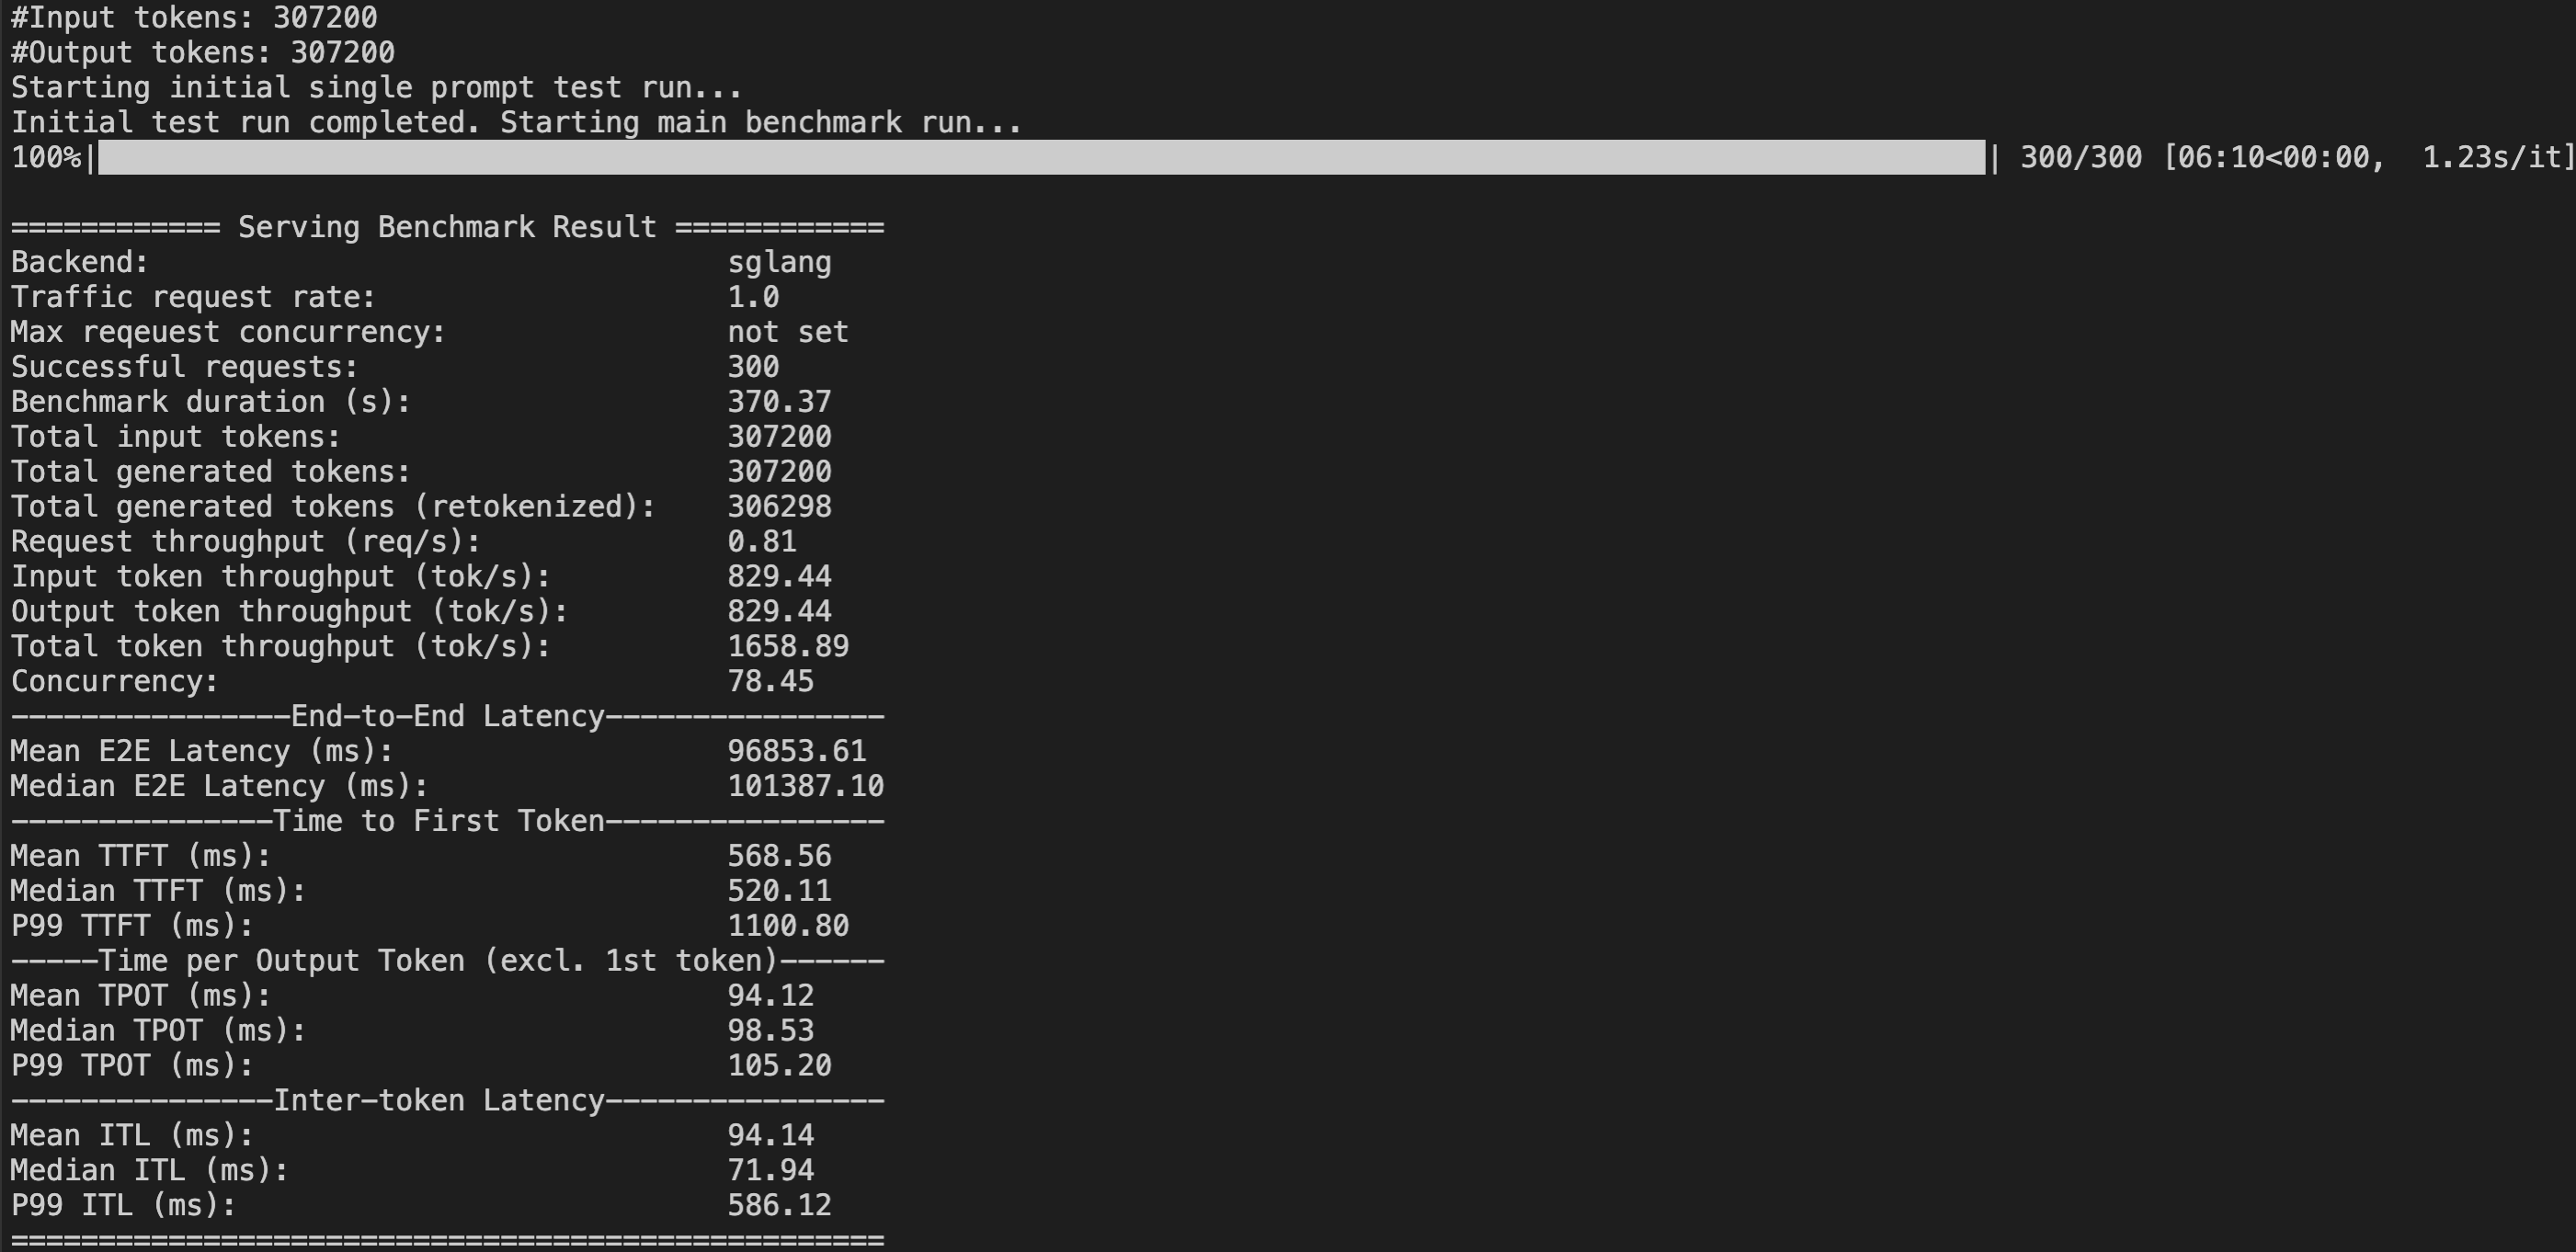 #Input tokens: 307200
#Output tokens: 307200
Starting initial single prompt test run...
Initial test run completed. Starting main benchmark run...
100%|| 300/300 [06:10<00:00,  1.23s/it]
============ Serving Benchmark Result ============
Backend: sglang
Traffic request rate: 1.0
Max reqeuest concurrency: not set
Successful requests: 300
Benchmark duration (s): 370.37
Total input tokens: 307200
Total generated tokens: 307200
Total generated tokens (retokenized): 306298
Request throughput (req/s): 0.81
Input token throughput (tok/s): 829.44
Output token throughput (tok/s): 829.44
Total token throughput (tok/s): 1658.89
Concurrency: 78.45
----------------End-to-End Latency----------------
Mean E2E Latency (ms): 96853.61
Median E2E Latency (ms): 101387.10
---------------Time to First Token----------------
Mean TTFT (ms): 568.56
Median TTFT (ms): 520.11
P99 TTFT (ms): 1100.80
-----Time per Output Token (excl. 1st token)------
Mean TPOT (ms): 94.12
Median TPOT (ms): 98.53
P99 TPOT (ms): 105.20
---------------Inter-token Latency----------------
Mean ITL (ms): 94.14
Median ITL (ms): 71.94
P99 ITL (ms): 586.12
==================================================